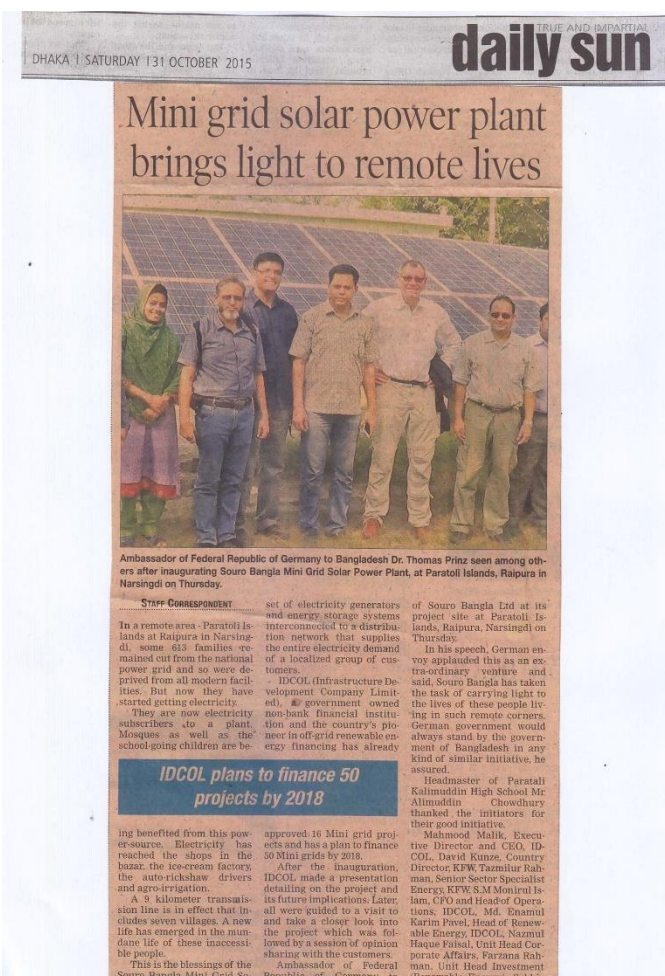 DHAKA | SATURDAY | 31 OCTOBER 2015
TRUE AND IMPARTIAL
daily sun
Mini grid solar power plant
brings light to remote lives
Ambassador of Federal Republic of Germany to Bangladesh Dr. Thomas Prinz seen among oth-
ers after inaugurating Souro Bangla Mini Grid Solar Power Plant, at Paratoli Islands, Raipura in
Narsingdi on Thursday.
STAFF CORRESPONDENT
In a remote area - Paratoli Is-
lands at Raipura in Narsing-
di, some 613 families re-
mained cut from the national
power grid and so were de-
prived from all modern facil-
ities. But now they have
started getting electricity.
They are now electricity
subscribers to a plant.
Mosques as well as the
school-going children are be-
ing benefited from this pow-
er-source. Electricity has
reached the shops in the
bazar, the ice-cream factory,
the auto-rickshaw drivers
and agro-irrigation.
A 9 kilometer transmis-
sion line is in effect that in-
cludes seven villages. A new
life has emerged in the mun-
dane life of these inaccessi-
ble people.
This is the blessings of the
Souro Bangla Mini Grid So-
set of electricity generators
and energy storage systems
interconnected to a distribu-
tion network that supplies
the entire electricity demand
of a localized group of cus-
tomers.
IDCOL (Infrastructure De-
velopment Company Limit-
ed), a government owned
non-bank financial institu-
tion and the country's pio-
neer in off-grid renewable en-
ergy financing has already
IDCOL plans to finance 50
projects by 2018
approved 16 Mini grid proj-
ects and has a plan to finance
50 Mini grids by 2018.
After the inauguration,
IDCOL made a presentation
detailing on the project and
its future implications. Later,
all were guided to a visit to
and take a closer look into
the project which was fol-
lowed by a session of opinion
sharing with the customers.
Ambassador of Federal
Republic of Germany to
of Souro Bangla Ltd at its
project site at Paratoli Is-
lands, Raipura, Narsingdi on
Thursday.
In his speech, German en-
voy applauded this as an ex-
tra-ordinary venture and
said, Souro Bangla has taken
the task of carrying light to
the lives of these people liv-
ing in such remote corners.
German government would
always stand by the govern-
ment of Bangladesh in any
kind of similar initiative, he
assured.
Headmaster of Paratali
Kalimuddin High School Mr
Alimuddin Chowdhury
thanked the initiators for
their good initiative.
Mahmood Malik, Execu-
tive Director and CEO, ID-
COL, David Kunze, Country
Director, KFW, Tazmilur Rah-
man, Senior Sector Specialist
Energy, KFW, S.M Monirul Is-
lam, CFO and Head of Opera-
tions, IDCOL, Md. Enamul
Karim Pavel, Head of Renew-
able Energy, IDCOL, Nazmul
Haque Faisal, Unit Head Cor-
porate Affairs, Farzana Rah-
man, Unit Head Investment